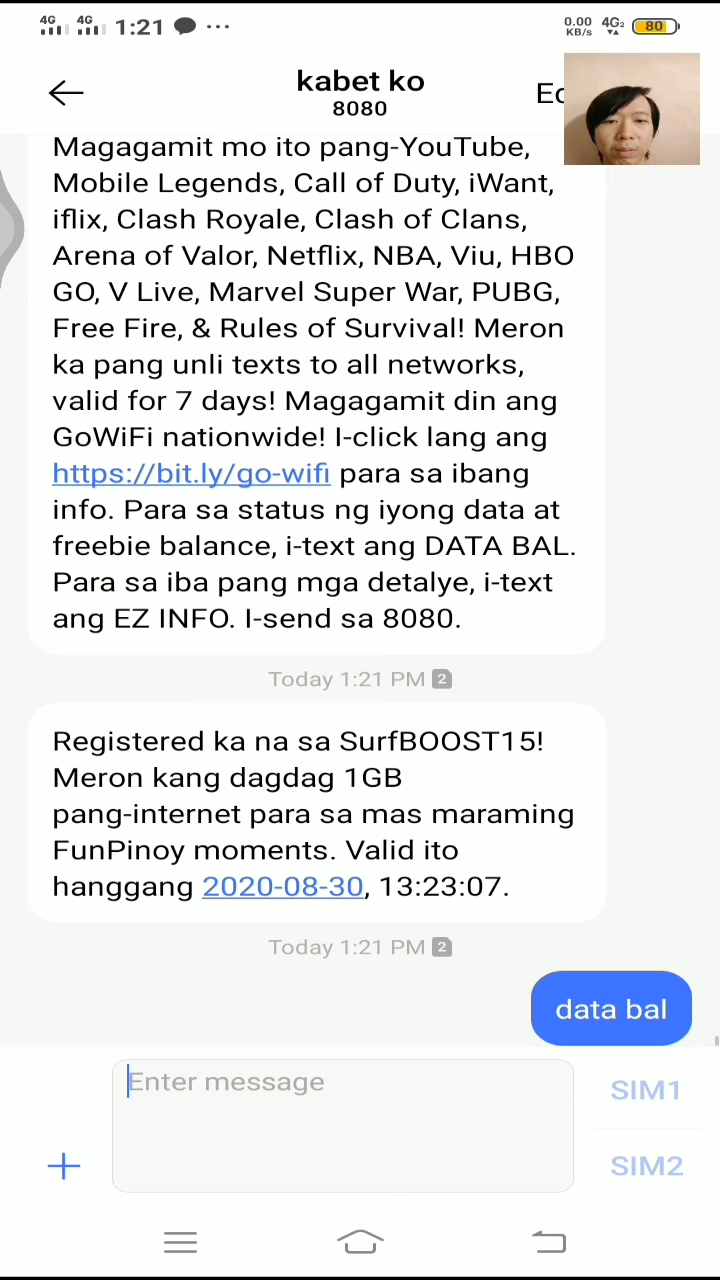 4G 4G 1:21 ...
0.00 KB/s 4G2 80
kabet ko
8080
Magagamit mo ito pang-YouTube,
Mobile Legends, Call of Duty, iWant,
iflix, Clash Royale, Clash of Clans,
Arena of Valor, Netflix, NBA, Viu, HBO
GO, V Live, Marvel Super War, PUBG,
Free Fire, & Rules of Survival! Meron
ka pang unli texts to all networks,
valid for 7 days! Magagamit din ang
GoWiFi nationwide! I-click lang ang
https://bit.ly/go-wifi para sa ibang
info. Para sa status ng iyong data at
freebie balance, i-text ang DATA BAL.
Para sa iba pang mga detalye, i-text
ang EZ INFO. I-send sa 8080.
Today 1:21 PM 2
Registered ka na sa SurfBOOST15!
Meron kang dagdag 1GB
pang-internet para sa mas maraming
FunPinoy moments. Valid ito
hanggang 2020-08-30, 13:23:07.
Today 1:21 PM 2
data bal
Enter message
SIM1
SIM2